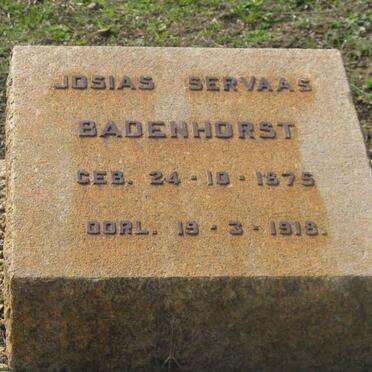 JOSIAS SERVAAS
BADENHORST
GEB. 24 · 10 · 1875
OORL. 19 · 3 · 1918.